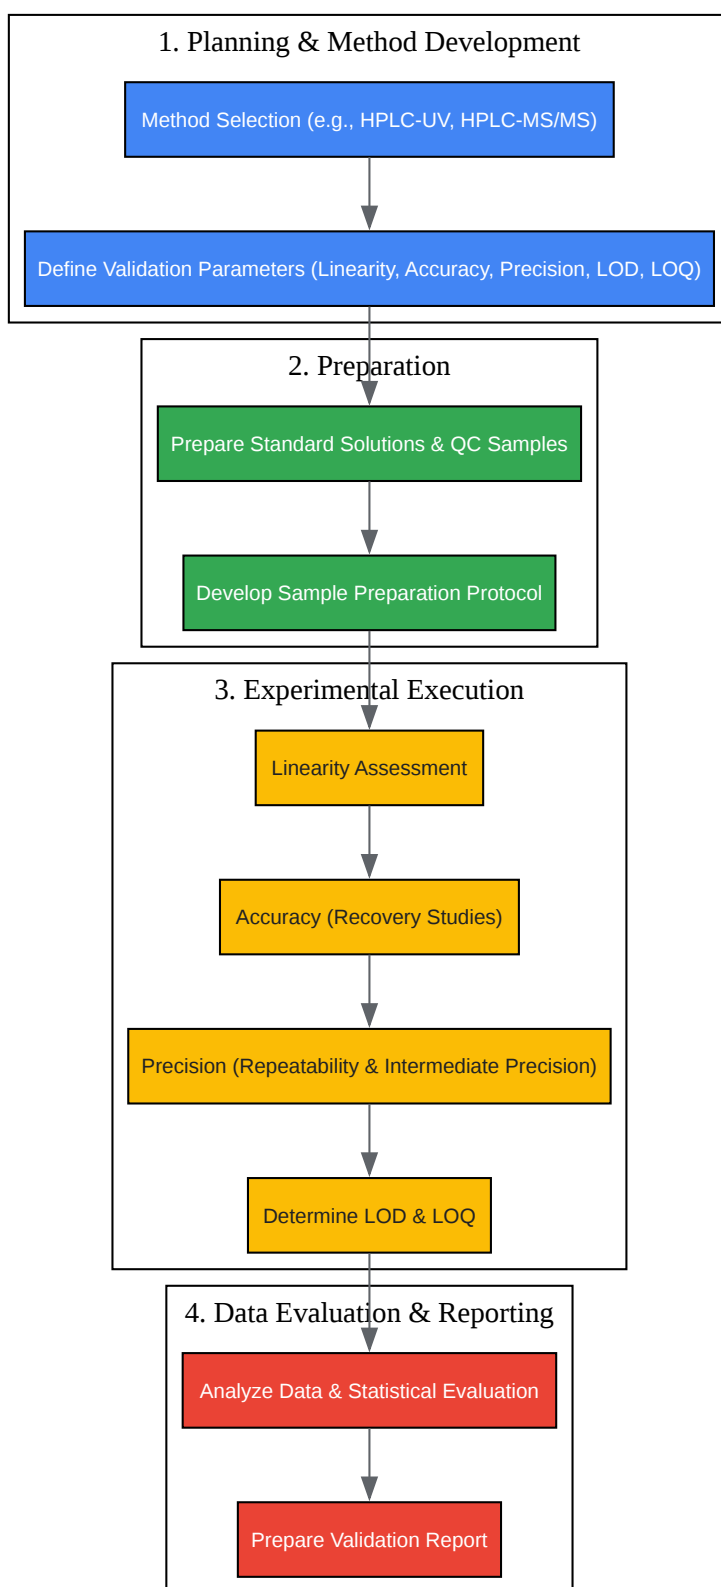 1. Planning & Method Development
Method Selection (e.g., HPLC-UV, HPLC-MS/MS)
Define Validation Parameters (Linearity, Accuracy, Precision, LOD, LOQ)
2. Preparation
Prepare Standard Solutions & QC Samples
Develop Sample Preparation Protocol
3. Experimental Execution
Linearity Assessment
Accuracy (Recovery Studies)
Precision (Repeatability & Intermediate Precision)
Determine LOD & LOQ
4. Data Evaluation & Reporting
Analyze Data & Statistical Evaluation
Prepare Validation Report